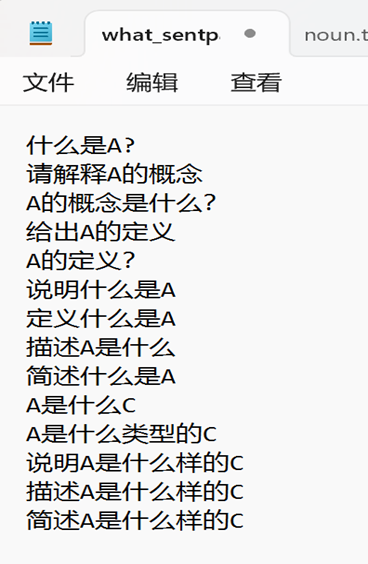 what_sentp
noun.t
文件 编辑 查看
什么是A?
请解释A的概念
A的概念是什么?
给出A的定义
A的定义?
说明什么是A
定义什么是A
描述A是什么
简述什么是A
A是什么C
A是什么类型的C
说明A是什么样的C
描述A是什么样的C
简述A是什么样的C